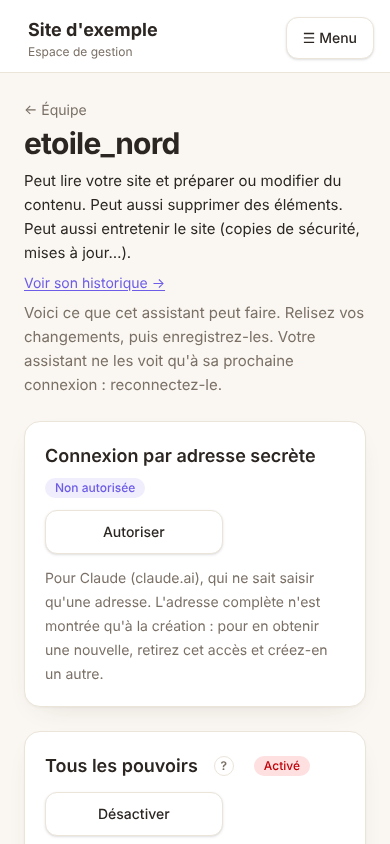 Site d'exemple
Espace de gestion
☰ Menu
← Équipe
etoile_nord
Peut lire votre site et préparer ou modifier du
contenu. Peut aussi supprimer des éléments.
Peut aussi entretenir le site (copies de sécurité,
mises à jour…).
Voir son historique →
Voici ce que cet assistant peut faire. Relisez vos
changements, puis enregistrez-les. Votre
assistant ne les voit qu'à sa prochaine
connexion : reconnectez-le.
Connexion par adresse secrète
Non autorisée
Autoriser
Pour Claude (claude.ai), qui ne sait saisir
qu'une adresse. L'adresse complète n'est
montrée qu'à la création : pour en obtenir
une nouvelle, retirez cet accès et créez-en
un autre.
Tous les pouvoirs ? Activé
Désactiver